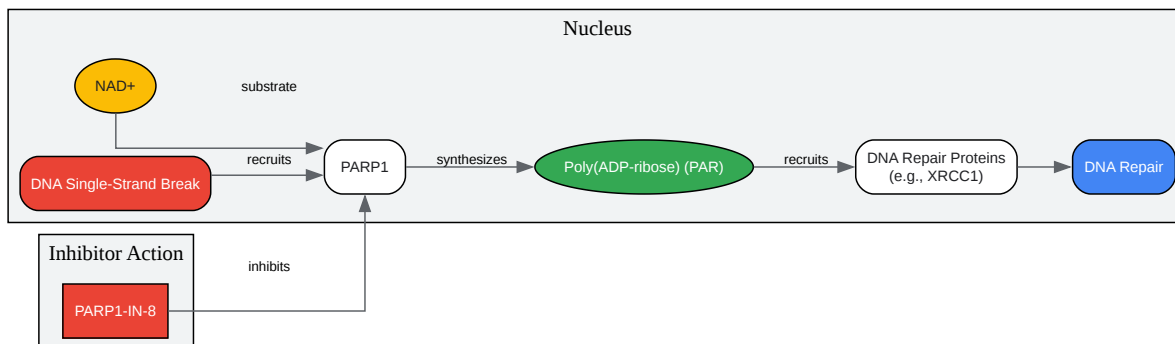 Nucleus
NAD+
substrate
DNA Single-Strand Break
recruits
PARP1
synthesizes
Poly(ADP-ribose) (PAR)
recruits
DNA Repair Proteins
(e.g., XRCC1)
DNA Repair
Inhibitor Action
inhibits
PARP1-IN-8